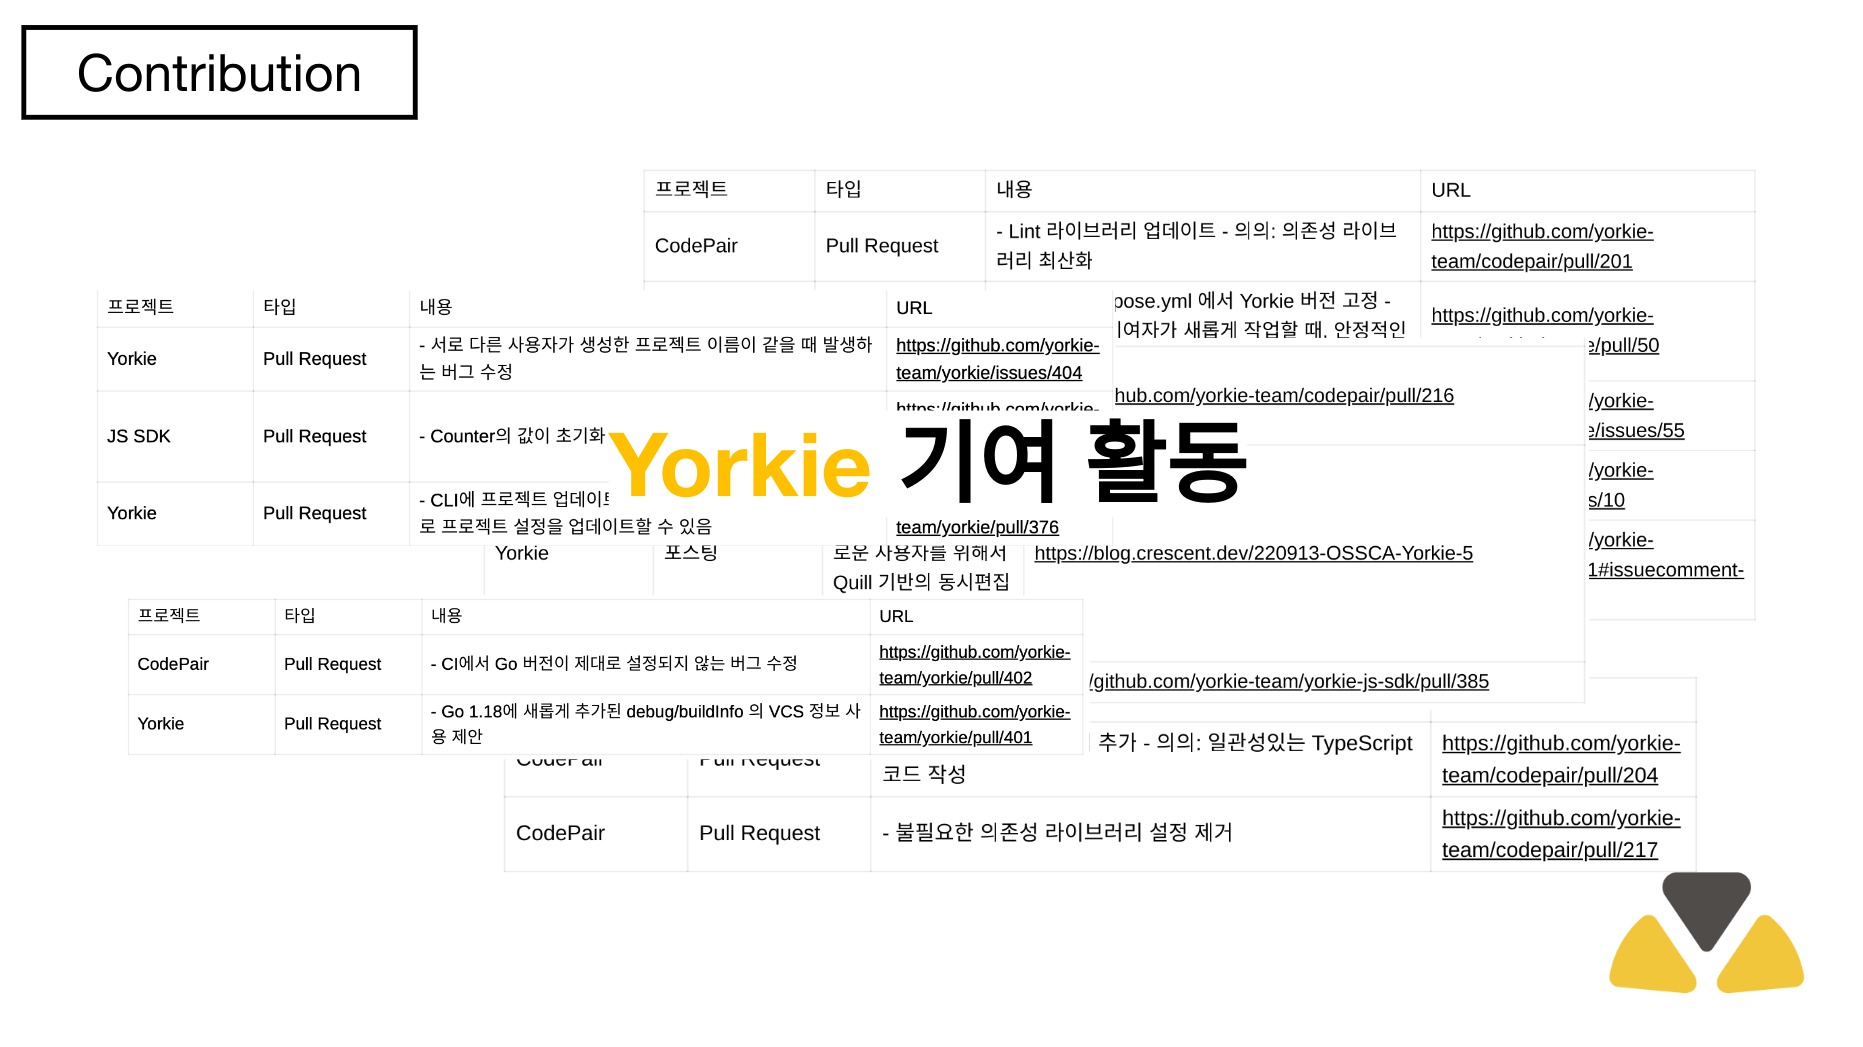 Contribution
프로젝트 타입 내용 URL
CodePair Pull Request - Lint 라이브러리 업데이트 - 의의: 의존성 라이브
러리 최산화
https://github.com/yorkie-
team/codepair/pull/201
pose.yml 에서 Yorkie 버전 고정 -
여자가 새롭게 작업할 때, 안정적인
https://github.com/yorkie-
e/pull/50
/yorkie-
e/issues/55
/yorkie-
s/10
/yorkie-
1#issuecomment-
프로젝트 타입 내용 URL
Yorkie Pull Request - 서로 다른 사용자가 생성한 프로젝트 이름이 같을 때 발생하
는 버그 수정
https://github.com/yorkie-
team/yorkie/issues/404
JS SDK Pull Request - Counter의 값이 초기화
https://github.com/yorkie-
Yorkie Pull Request - CLI에 프로젝트 업데이트
로 프로젝트 설정을 업데이트할 수 있음
team/yorkie/pull/376
Yorkie 기여 활동
hub.com/yorkie-team/codepair/pull/216
Yorkie 포스팅 로운 사용자를 위해서
Quill 기반의 동시편집
https://blog.crescent.dev/220913-OSSCA-Yorkie-5
/github.com/yorkie-team/yorkie-js-sdk/pull/385
프로젝트 타입 내용 URL
CodePair Pull Request - CI에서 Go 버전이 제대로 설정되지 않는 버그 수정
https://github.com/yorkie-
team/yorkie/pull/402
Yorkie Pull Request - Go 1.18에 새롭게 추가된 debug/buildInfo 의 VCS 정보 사
용 제안
https://github.com/yorkie-
team/yorkie/pull/401
CodePair Pull Request 추가 - 의의: 일관성있는 TypeScript
코드 작성
https://github.com/yorkie-
team/codepair/pull/204
CodePair Pull Request - 불필요한 의존성 라이브러리 설정 제거
https://github.com/yorkie-
team/codepair/pull/217